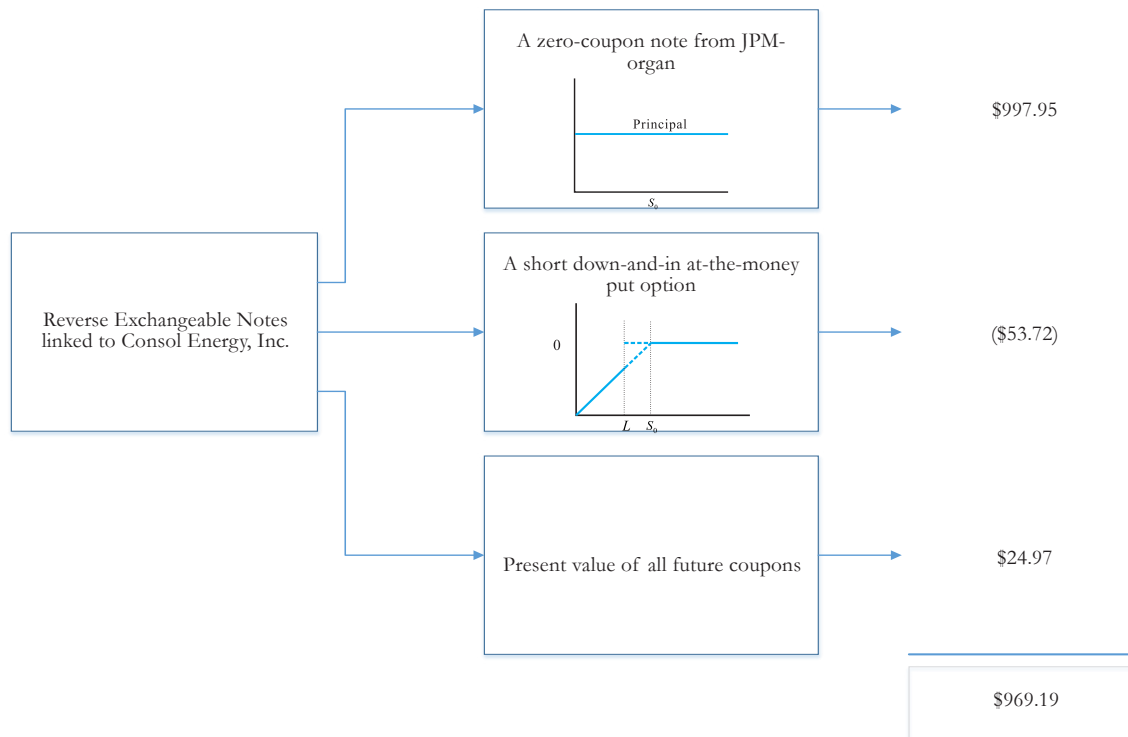 A zero-coupon note from JPM-
organ
Principal
S₀
$997.95
Reverse Exchangeable Notes
linked to Consol Energy, Inc.
A short down-and-in at-the-money
put option
0
L S₀
($53.72)
Present value of all future coupons
$24.97
$969.19